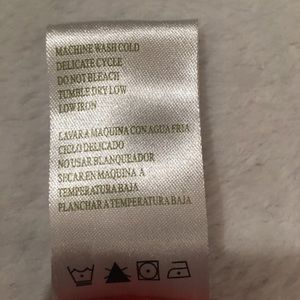 MACHINE WASH COLD
DELICATE CYCLE
DO NOT BLEACH
TUMBLE DRY LOW
LOW IRON
LAVAR A MAQUINA CON AGUA FRIA
CICLO DELICADO
NO USAR BLANQUEADOR
SECAR EN MAQUINA A
TEMPERATURA BAJA
PLANCHAR A TEMPERATURA BAJA